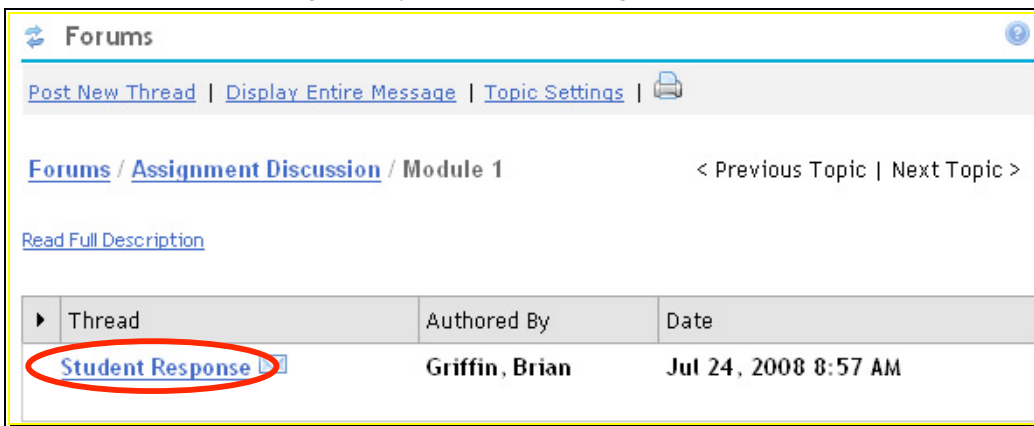 Forums
Post New Thread | Display Entire Message | Topic Settings |
Forums / Assignment Discussion / Module 1 < Previous Topic | Next Topic >
Read Full Description
Thread Authored By Date
Student Response Griffin, Brian Jul 24, 2008 8:57 AM